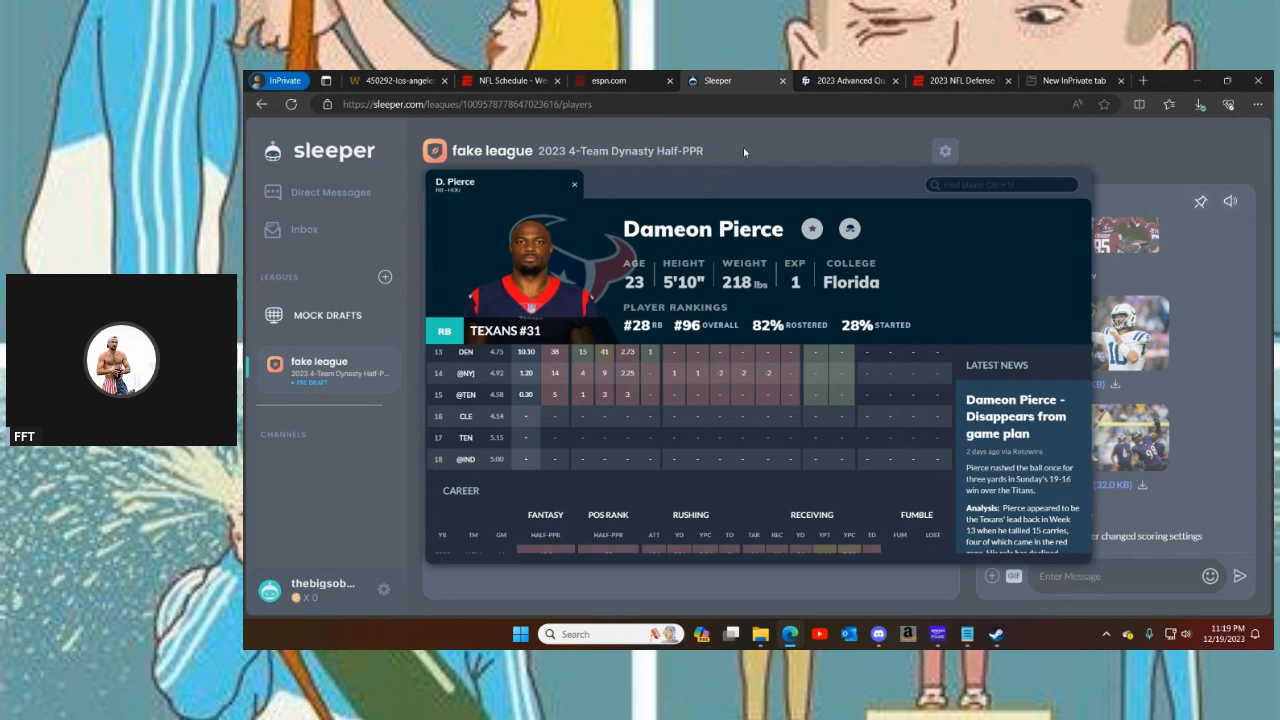 InPrivate
450292-los-angele
NFL Schedule - We
espn.com
Sleeper
2023 Advanced Qu
2023 NFL Defense
New InPrivate tab
https://sleeper.com/leagues/1009578778647023616/players
sleeper
fake league 2023 4-Team Dynasty Half-PPR
Direct Messages
Inbox
LEAGUES
MOCK DRAFTS
fake league
2023 4-Team Dynasty Half-P...
PRE DRAFT
CHANNELS
thebigsob...
X 0
D. Pierce
RB - HOU
Find player Ctrl + U
Dameon Pierce
AGE HEIGHT WEIGHT EXP COLLEGE
23 5'10" 218 lbs 1 Florida
PLAYER RANKINGS
#28 RB #96 OVERALL 82% ROSTERED 28% STARTED
RB TEXANS #31
13 DEN 4.75 10.10 38 15 41 2.73 1 - - - - - - - - - - - -
14 @NYJ 4.92 1.20 14 4 9 2.25 - 1 1 -2 -2 -2 - - - - - - -
15 @TEN 4.58 0.30 5 1 3 3 - - - - - - - - - - - - -
16 CLE 4.14 - - - - - - - - - - - - - - - - - -
17 TEN 5.15 - - - - - - - - - - - - - - - - - -
18 @IND 5.00 - - - - - - - - - - - - - - - - - -
CAREER
FANTASY POS RANK RUSHING RECEIVING FUMBLE
YR TM GM HALF-PPR HALF-PPR ATT YD YPC TD TAR REC YD YPT YPC TD FUM LOST
LATEST NEWS
Dameon Pierce -
Disappears from
game plan
2 days ago via Rotowire
Pierce rushed the ball once for
three yards in Sunday's 19-16
win over the Titans.
Analysis: Pierce appeared to be
the Texans' lead back in Week
13 when he tallied 15 carries,
four of which came in the red
zone. His role has declined
KB)
(32.0 KB)
er changed scoring settings
GIF Enter Message
FFT
Search
11:19 PM
12/19/2023